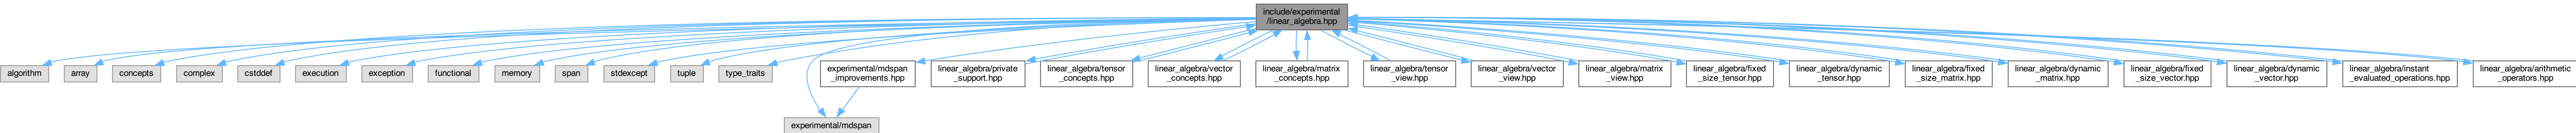 include/experimental
/linear_algebra.hpp
algorithm
array
concepts
complex
cstddef
execution
exception
functional
memory
span
stdexcept
tuple
type_traits
experimental/mdspan
_improvements.hpp
linear_algebra/private
_support.hpp
linear_algebra/tensor
_concepts.hpp
linear_algebra/vector
_concepts.hpp
linear_algebra/matrix
_concepts.hpp
linear_algebra/tensor
_view.hpp
linear_algebra/vector
_view.hpp
linear_algebra/matrix
_view.hpp
linear_algebra/fixed
_size_tensor.hpp
linear_algebra/dynamic
_tensor.hpp
linear_algebra/fixed
_size_matrix.hpp
linear_algebra/dynamic
_matrix.hpp
linear_algebra/fixed
_size_vector.hpp
linear_algebra/dynamic
_vector.hpp
linear_algebra/instant
_evaluated_operations.hpp
linear_algebra/arithmetic
_operators.hpp
experimental/mdspan